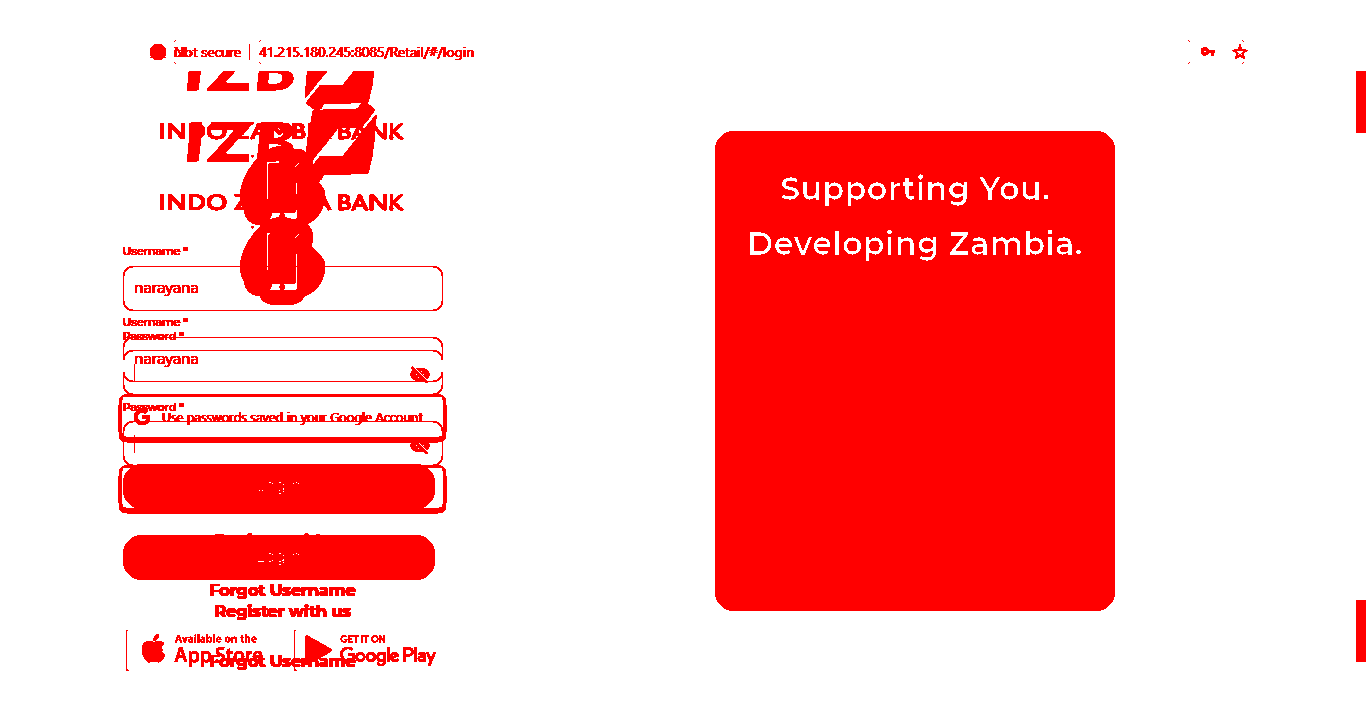 Not secure 41.215.180.245:8085/Retail/#/login
IZB
INDO ZAMBIA BANK
IZB
INDO ZAMBIA BANK
Username *
narayana
Username *
Password *
narayana
Password *
G Use passwords saved in your Google Account
Login
Login
Forgot Username
Register with us
Available on the
App Store
GET IT ON
Google Play
Forgot Username
Supporting You.
Developing Zambia.